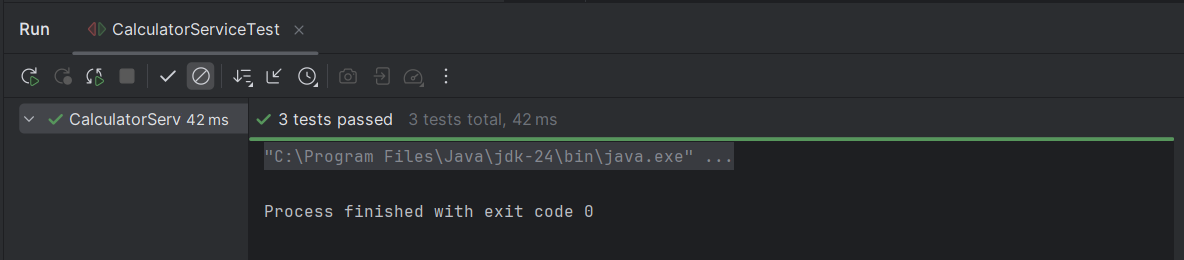 Run CalculatorServiceTest
CalculatorServ 42 ms
3 tests passed 3 tests total, 42 ms
"C:\Program Files\Java\jdk-24\bin\java.exe" ...
Process finished with exit code 0